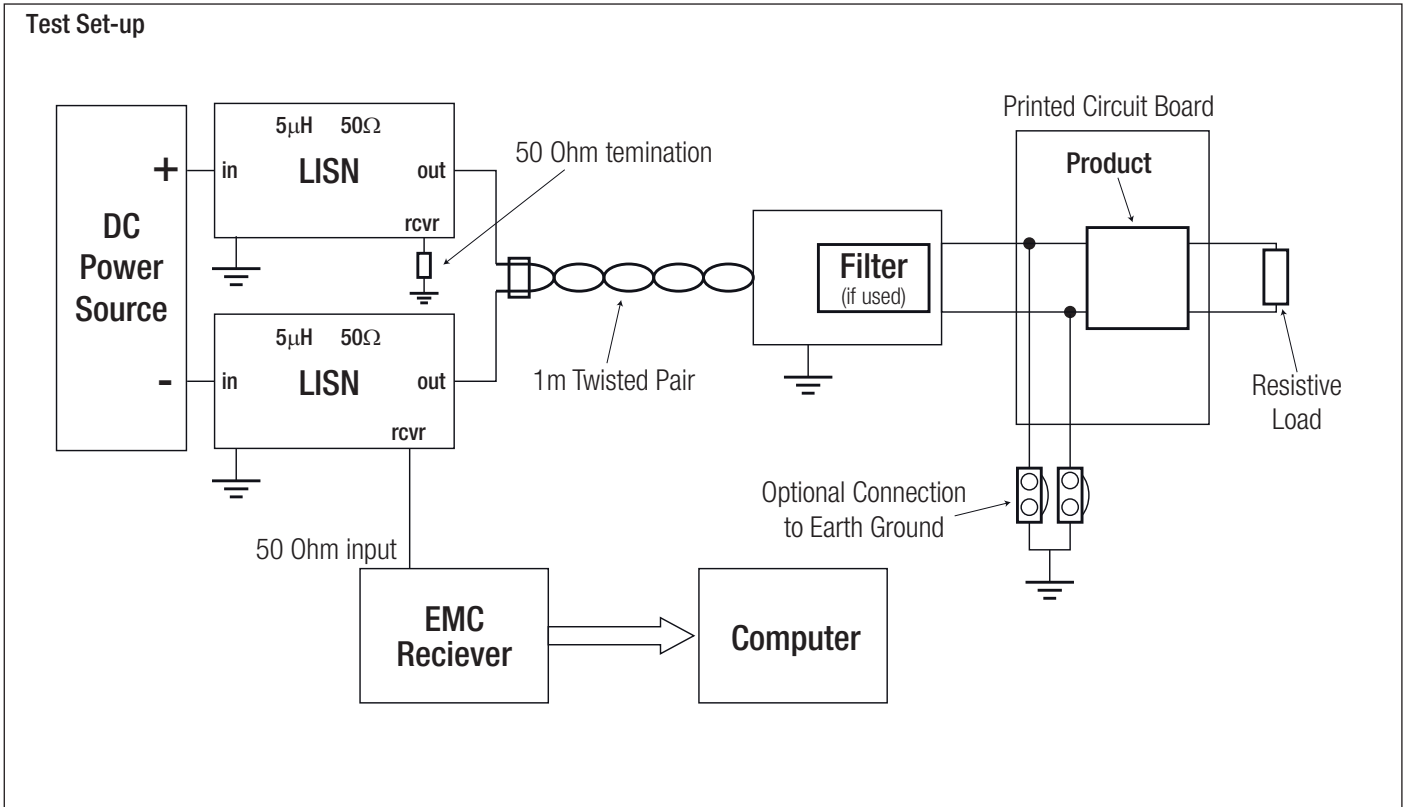 Test Set-up
DC
Power
Source
+
-
5μH 50Ω
LISN
in
out
rcvr
5μH 50Ω
LISN
in
out
rcvr
50 Ohm temination
1m Twisted Pair
Filter
(if used)
Printed Circuit Board
Product
Resistive
Load
Optional Connection
to Earth Ground
50 Ohm input
EMC
Reciever
Computer